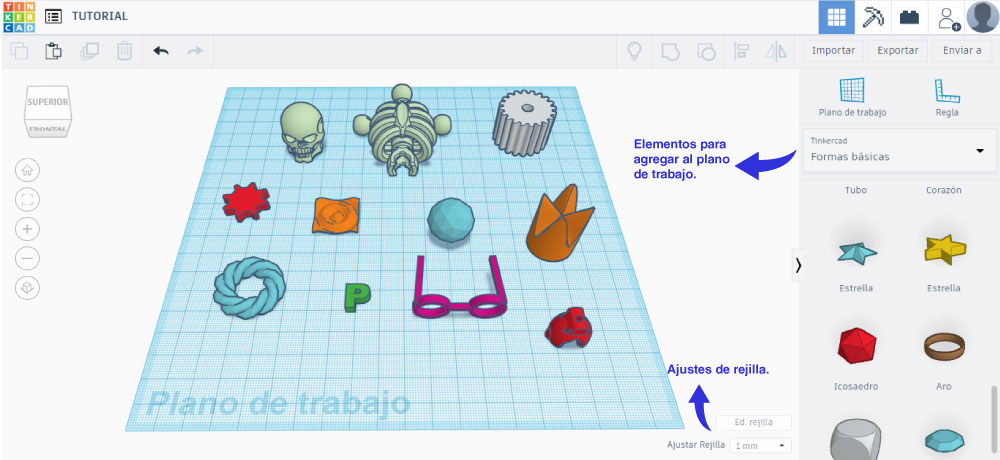 TIN
KER
CAD
TUTORIAL
Importar
Exportar
Enviar a
SUPERIOR
FRONTAL
Plano de trabajo
Regla
Elementos para
agregar al plano
de trabajo.
Tinkercad
Formas básicas
Tubo
Corazón
Estrella
Estrella
P
Icosaedro
Aro
Ajustes de rejilla.
Plano de trabajo
Ed. rejilla
Ajustar Rejilla
1 mm